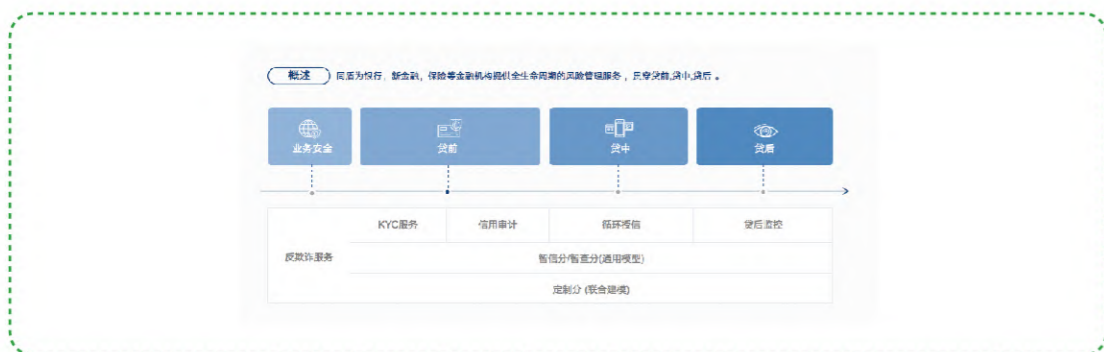 概述
同盾为银行、新金融、保险等金融机构提供全生命周期的风险管理服务，贯穿贷前,贷中,贷后。
业务安全
贷前
贷中
贷后
KYC服务
信用审计
循环授信
贷后监控
反欺诈服务
智信分/智查分(通用模型)
定制分 (联合建模)